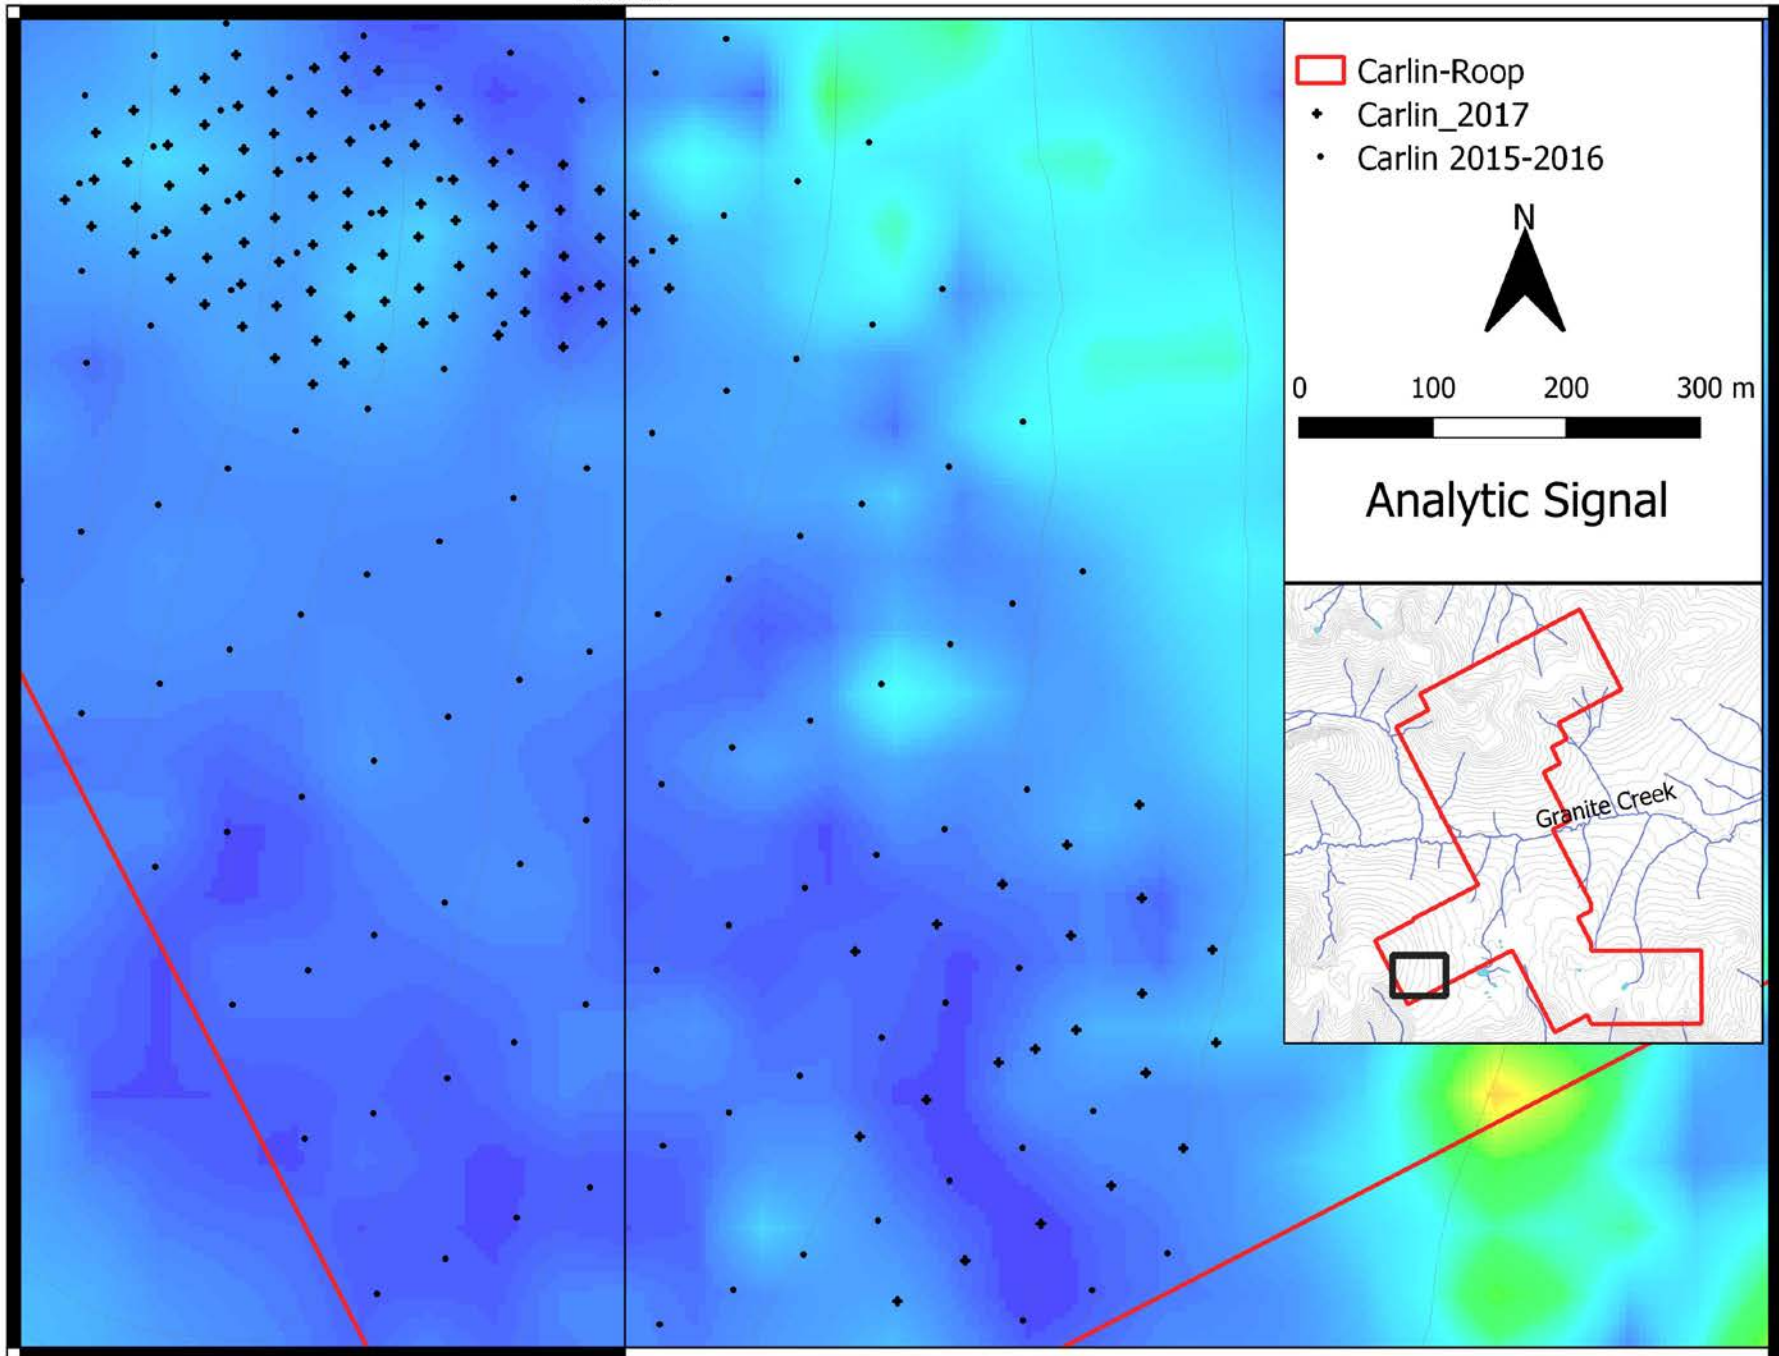 Carlin-Roop
Carlin_2017
Carlin 2015-2016
N
0 100 200 300 m
Analytic Signal
Granite Creek